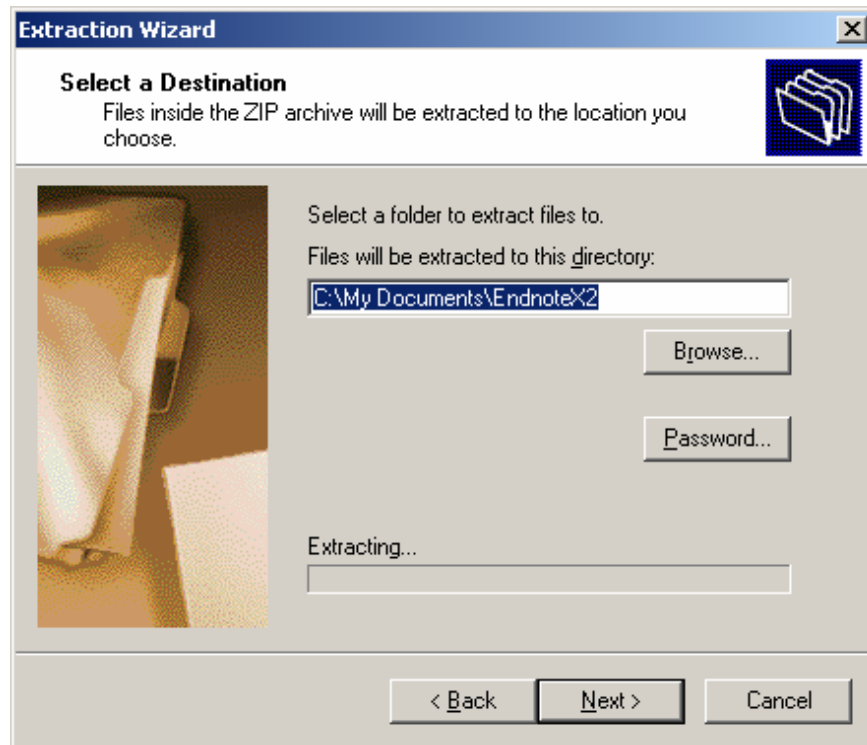 Extraction Wizard
Select a Destination
Files inside the ZIP archive will be extracted to the location you
choose.
Select a folder to extract files to.
Files will be extracted to this directory:
C:\My Documents\EndnoteX2
Browse...
Password...
Extracting...
< Back
Next >
Cancel